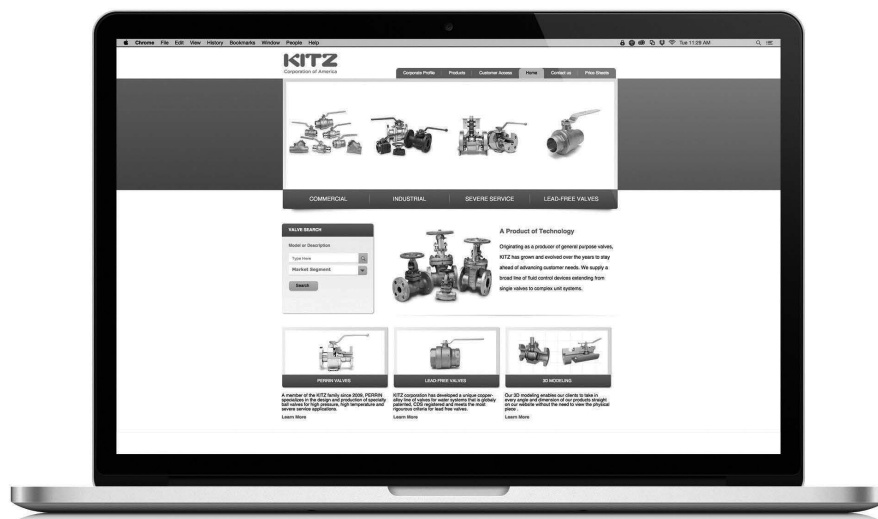 Chrome File Edit View History Bookmarks Window People Help
Tue 11:28 AM
KITZ
Corporation of America
Corporate Profile Products Customer Access Home Contact us Price Sheets
COMMERCIAL INDUSTRIAL SEVERE SERVICE LEAD-FREE VALVES
VALVE SEARCH
Model or Description
Type Here
Market Segment
Search
A Product of Technology
Originating as a producer of general purpose valves,
KITZ has grown and evolved over the years to stay
ahead of advancing customer needs. We supply a
broad line of fluid control devices extending from
single valves to complex unit systems.
PERRIN VALVES
A member of the KITZ family since 2009, PERRIN
specializes in the design and production of specialty
ball valves for high pressure, high temperature and
severe service applications.
Learn More
LEAD-FREE VALVES
KITZ corporation has developed a unique copper-
alloy line of valves for water systems that is globaly
patented, CDS registered and meets the most
rigourous criteria for lead free valves.
Learn More
3D MODELING
Our 3D modeling enables our clients to take in
every angle and dimension of our products straight
on our website without the need to view the physical
piece .
Learn More